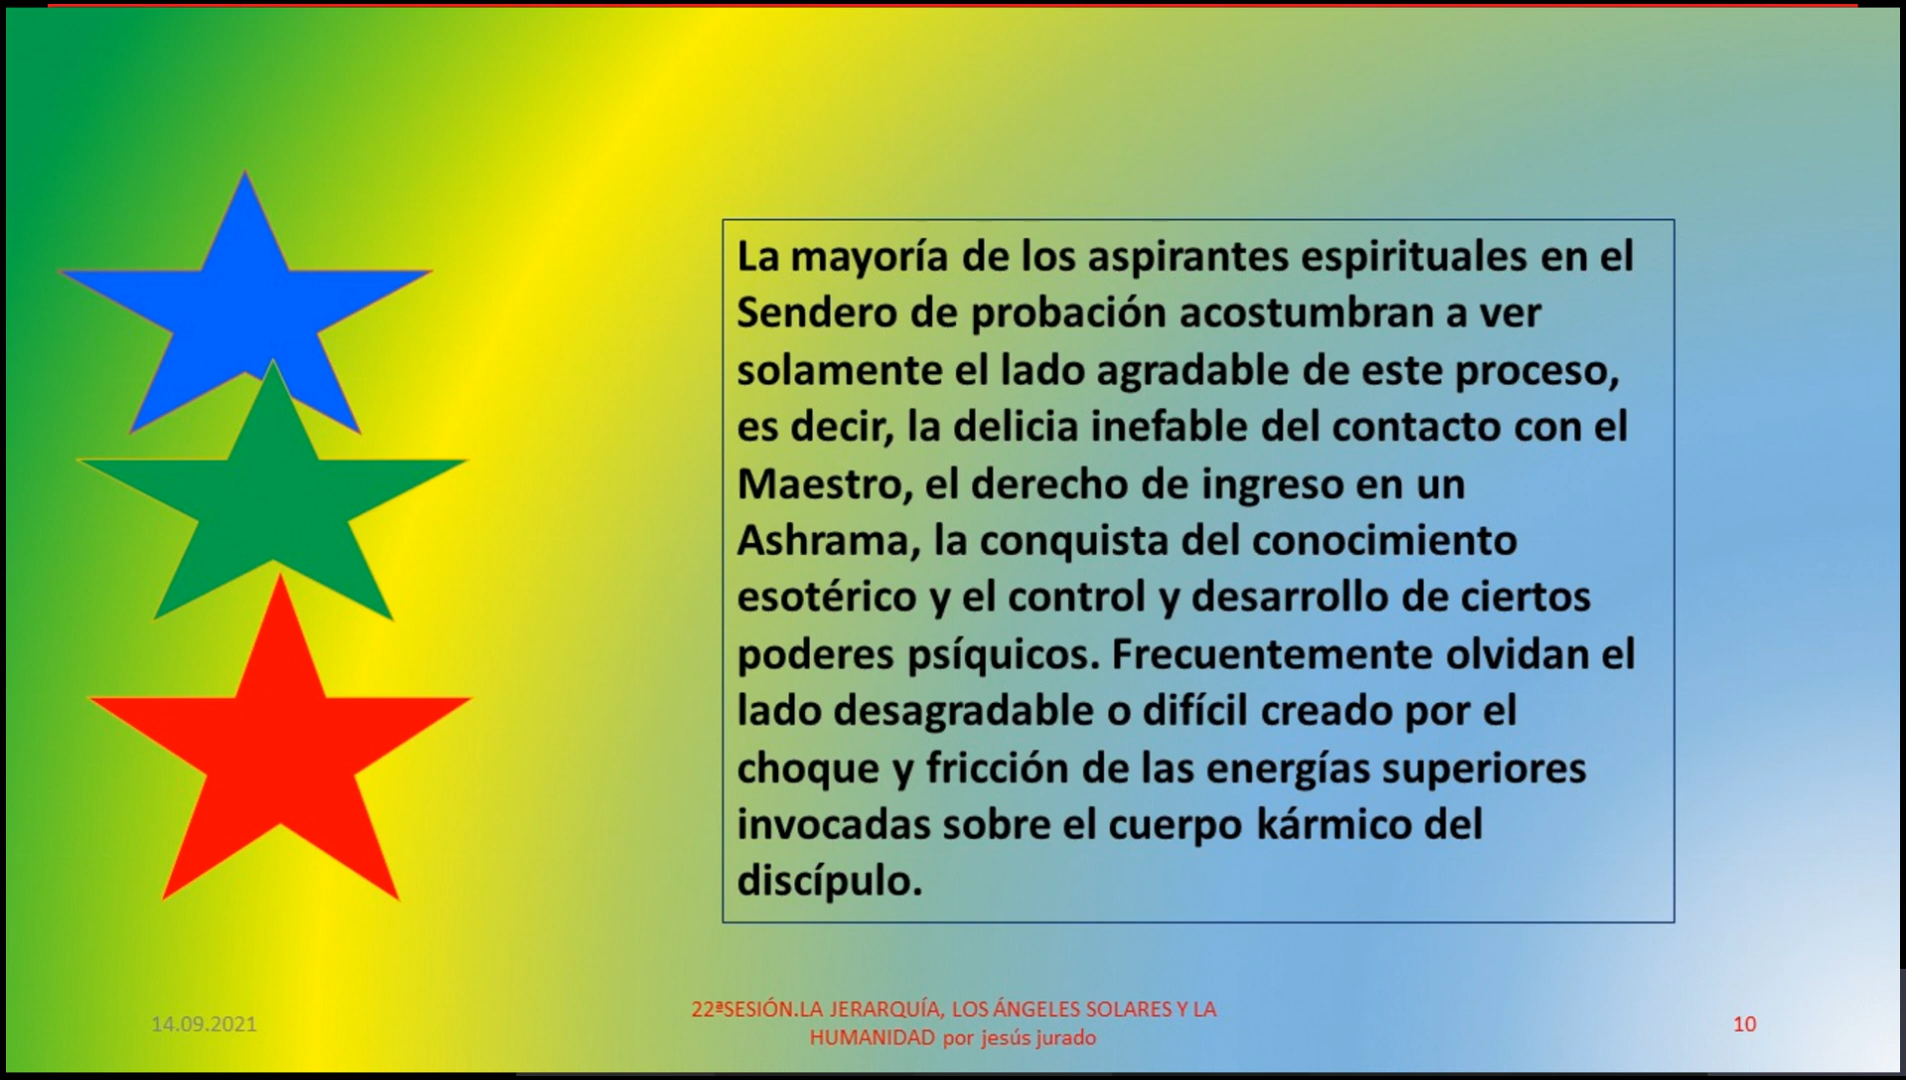 La mayoría de los aspirantes espirituales en el
Sendero de probación acostumbran a ver
solamente el lado agradable de este proceso,
es decir, la delicia inefable del contacto con el
Maestro, el derecho de ingreso en un
Ashrama, la conquista del conocimiento
esotérico y el control y desarrollo de ciertos
poderes psíquicos. Frecuentemente olvidan el
lado desagradable o difícil creado por el
choque y fricción de las energías superiores
invocadas sobre el cuerpo kármico del
discípulo.
14.09.2021
22ªSESIÓN.LA JERARQUÍA, LOS ÁNGELES SOLARES Y LA
HUMANIDAD por jesús jurado
10